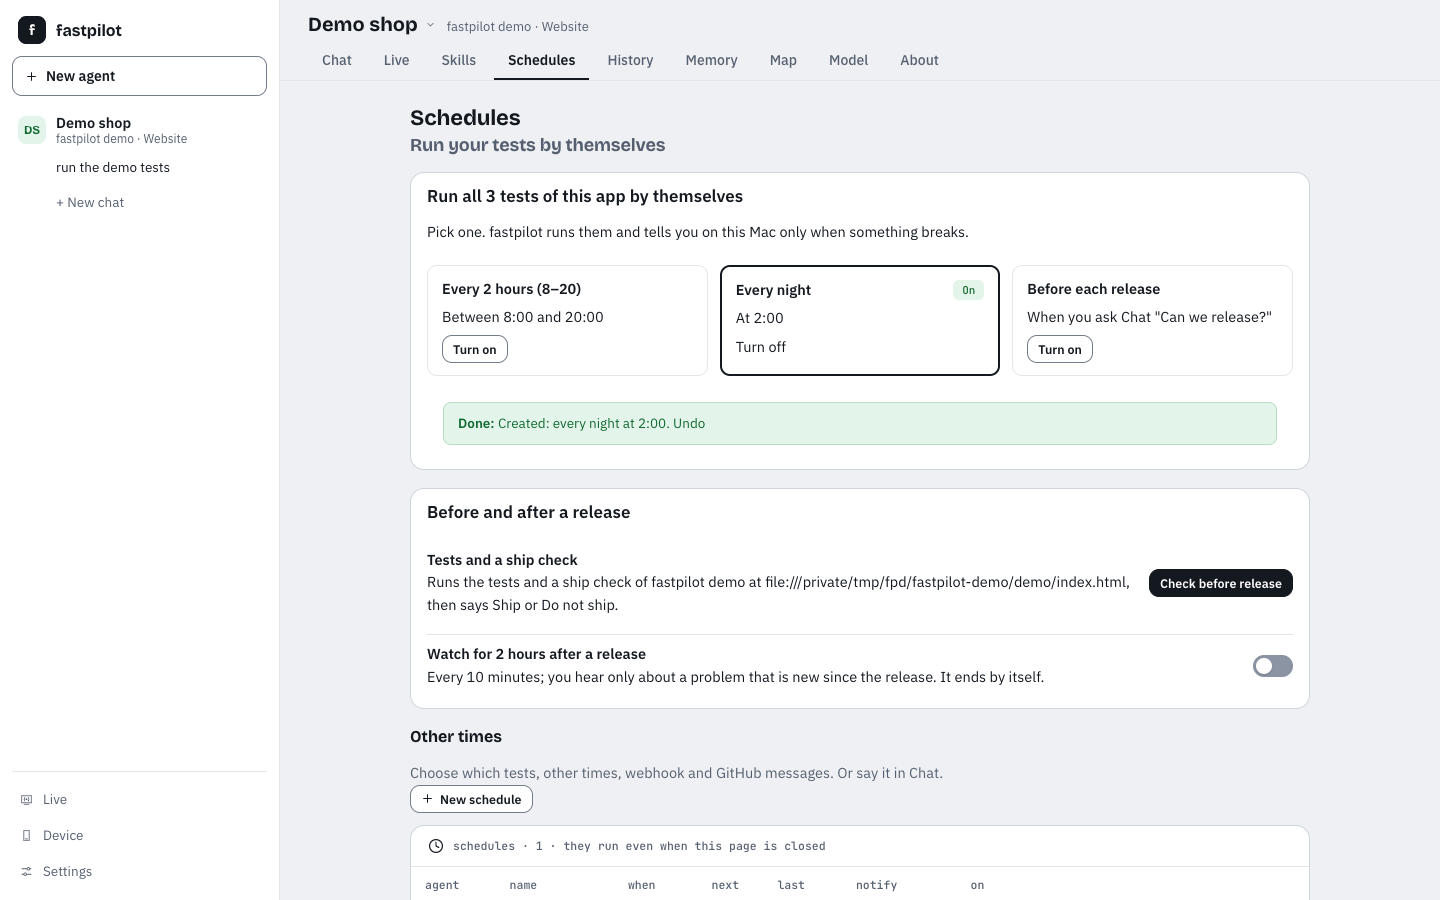 f fastpilot
+ New agent
DS Demo shop
fastpilot demo · Website
run the demo tests
+ New chat
Live
Device
Settings
Demo shop fastpilot demo · Website
Chat Live Skills Schedules History Memory Map Model About
Schedules
Run your tests by themselves
Run all 3 tests of this app by themselves
Pick one. fastpilot runs them and tells you on this Mac only when something breaks.
Every 2 hours (8–20)
Between 8:00 and 20:00
Turn on
Every night On
At 2:00
Turn off
Before each release
When you ask Chat "Can we release?"
Turn on
Done: Created: every night at 2:00. Undo
Before and after a release
Tests and a ship check
Runs the tests and a ship check of fastpilot demo at file:///private/tmp/fpd/fastpilot-demo/demo/index.html,
then says Ship or Do not ship.
Check before release
Watch for 2 hours after a release
Every 10 minutes; you hear only about a problem that is new since the release. It ends by itself.
Other times
Choose which tests, other times, webhook and GitHub messages. Or say it in Chat.
+ New schedule
schedules · 1 · they run even when this page is closed
agent name when next last notify on